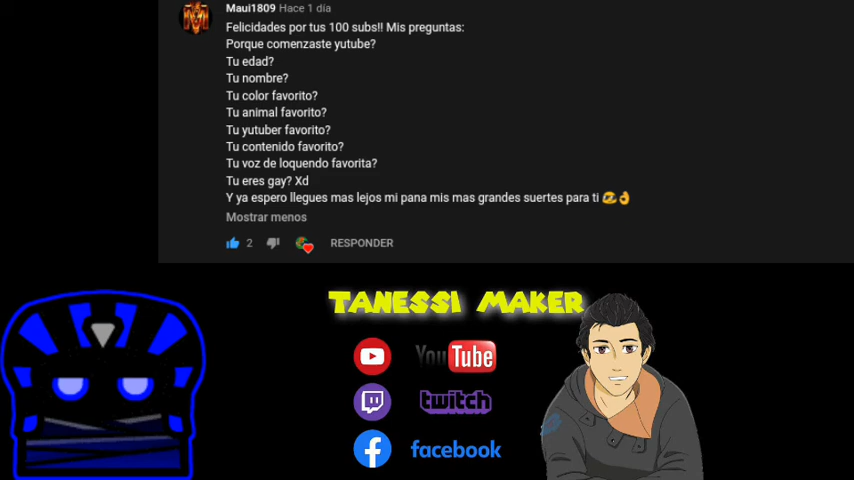 Maui1809 Hace 1 día
Felicidades por tus 100 subs!! Mis preguntas:
Porque comenzaste yutube?
Tu edad?
Tu nombre?
Tu color favorito?
Tu animal favorito?
Tu yutuber favorito?
Tu contenido favorito?
Tu voz de loquendo favorita?
Tu eres gay? Xd
Y ya espero llegues mas lejos mi pana mis mas grandes suertes para ti
Mostrar menos
2 RESPONDER
TANESSI MAKER
YouTube
twitch
facebook